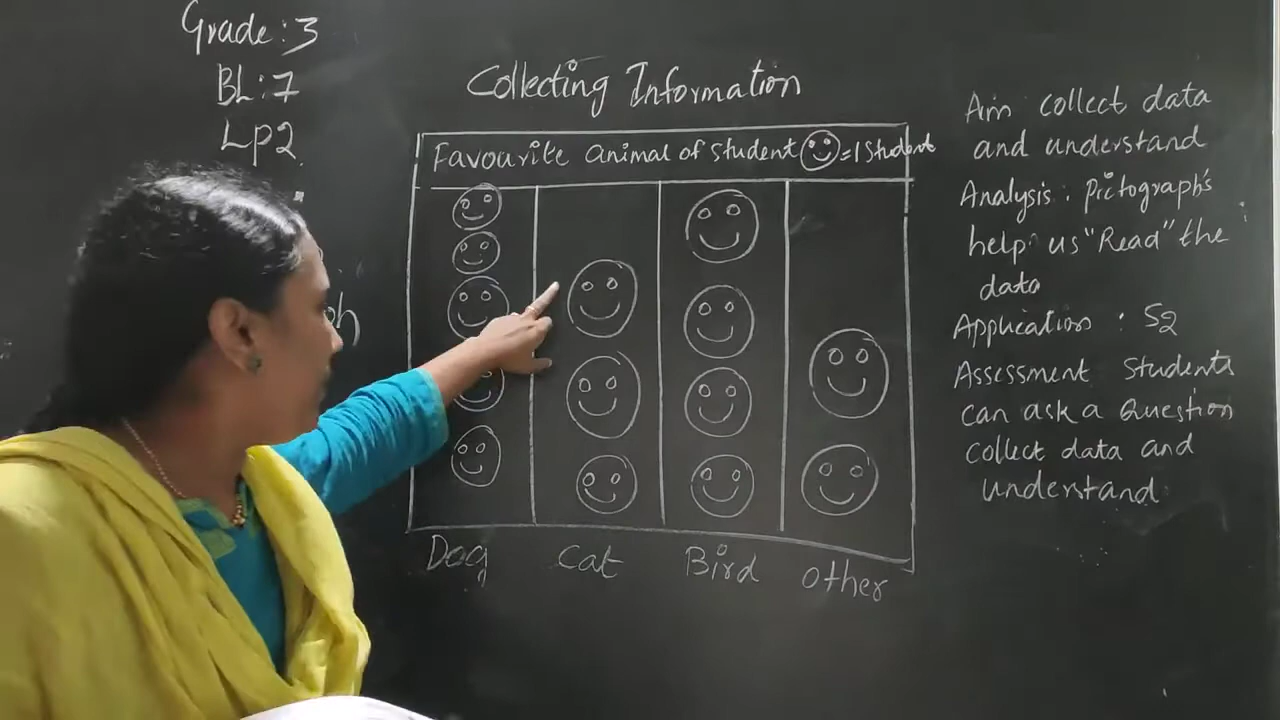 Grade: 3
BL: 7
LP2
Collecting Information
Favourite animal of student = 1 Student
Dog Cat Bird Other
Aim collect data
and understand
Analysis: Pictograph's
help us "Read" the
data
Application: S2
Assessment Students
can ask a Question
collect data and
understand